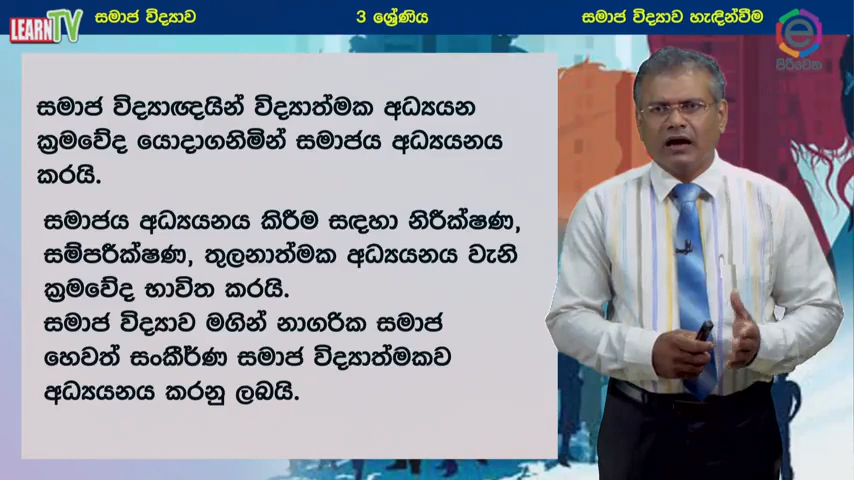 LEARN TV
සමාජ විද්‍යාව
3 ශ්‍රේණිය
සමාජ විද්‍යාව හැඳින්වීම
පිරිවෙන
සමාජ විද්‍යාඥයින් විද්‍යාත්මක අධ්‍යයන
ක්‍රමවේද යොදාගනිමින් සමාජය අධ්‍යයනය
කරයි.
සමාජය අධ්‍යයනය කිරීම සඳහා නිරීක්ෂණ,
සම්පරීක්ෂණ, තුලනාත්මක අධ්‍යයනය වැනි
ක්‍රමවේද භාවිත කරයි.
සමාජ විද්‍යාව මගින් නාගරික සමාජ
හෙවත් සංකීර්ණ සමාජ විද්‍යාත්මකව
අධ්‍යයනය කරනු ලබයි.